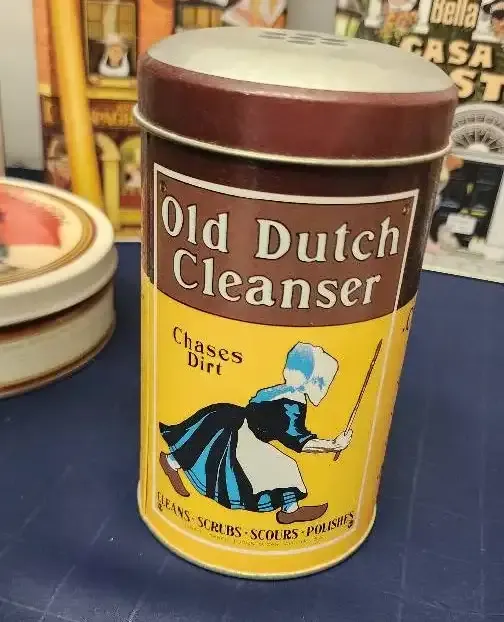 Bella
CASA
Old Dutch
Cleanser
Chases
Dirt
CLEANS · SCRUBS · SCOURS · POLISHES